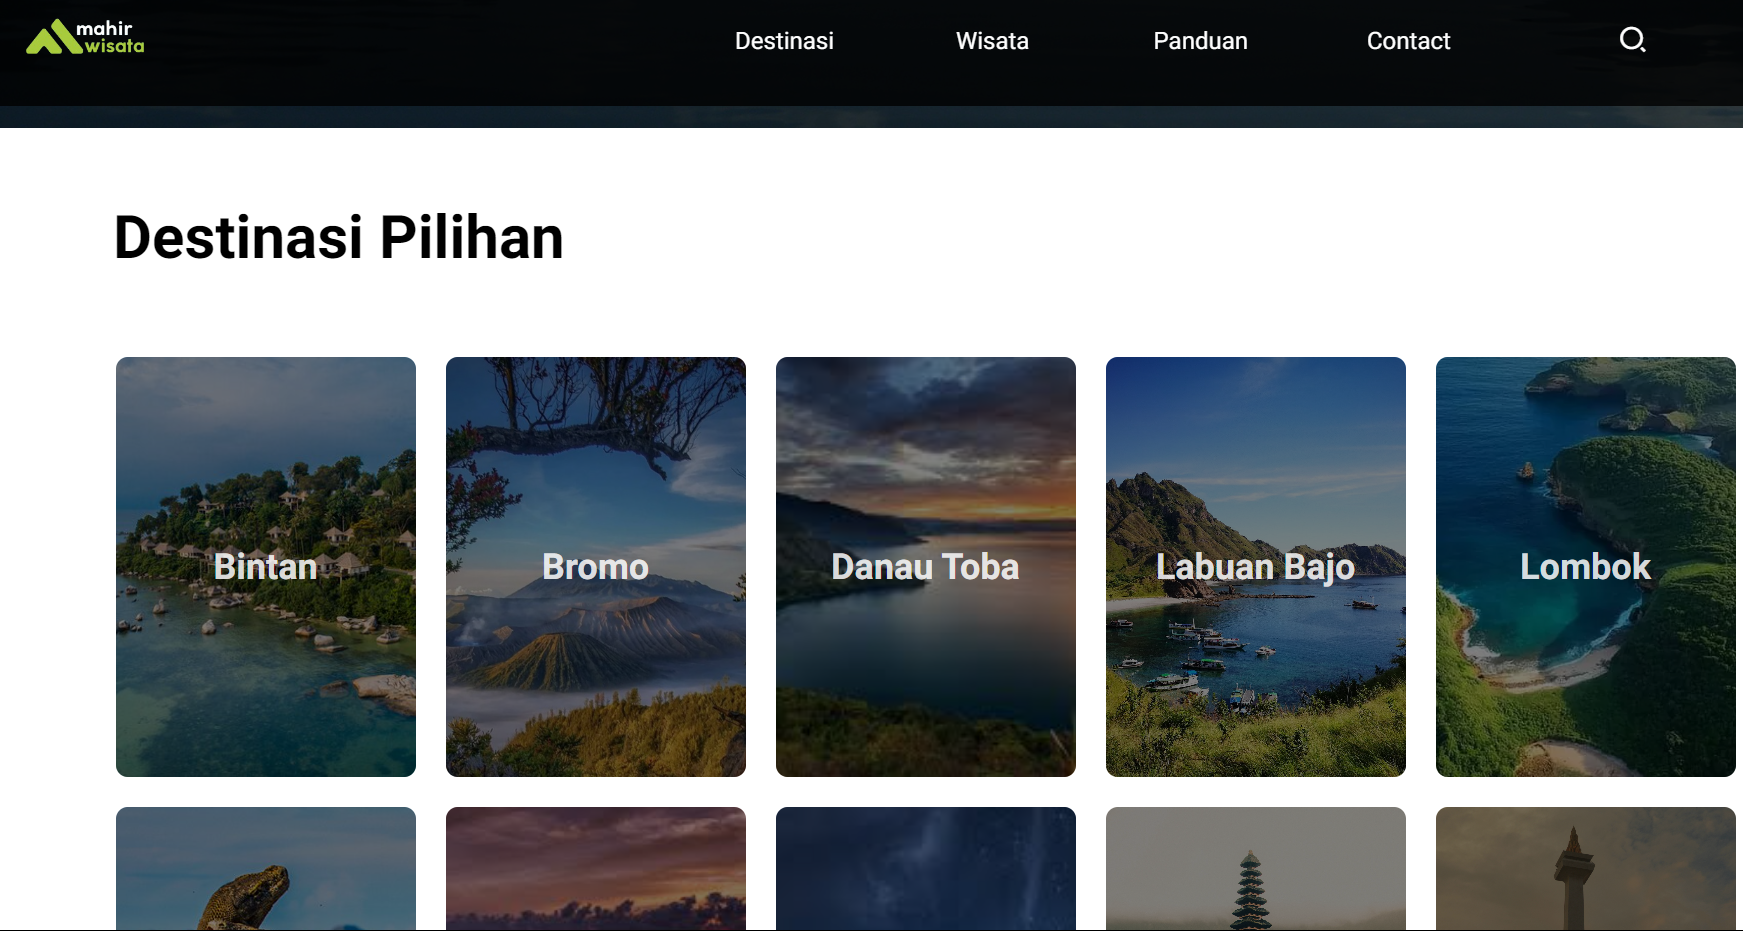 mahir
wisata
Destinasi
Wisata
Panduan
Contact
Destinasi Pilihan
Bintan
Bromo
Danau Toba
Labuan Bajo
Lombok